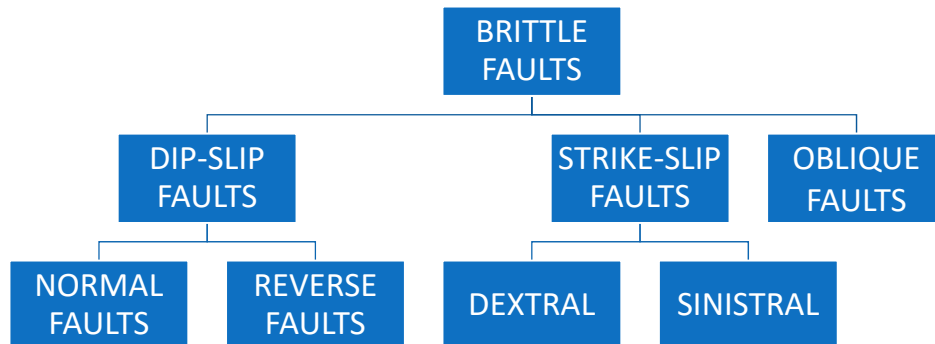 BRITTLE
FAULTS
DIP-SLIP
FAULTS
STRIKE-SLIP
FAULTS
OBLIQUE
FAULTS
NORMAL
FAULTS
REVERSE
FAULTS
DEXTRAL
SINISTRAL